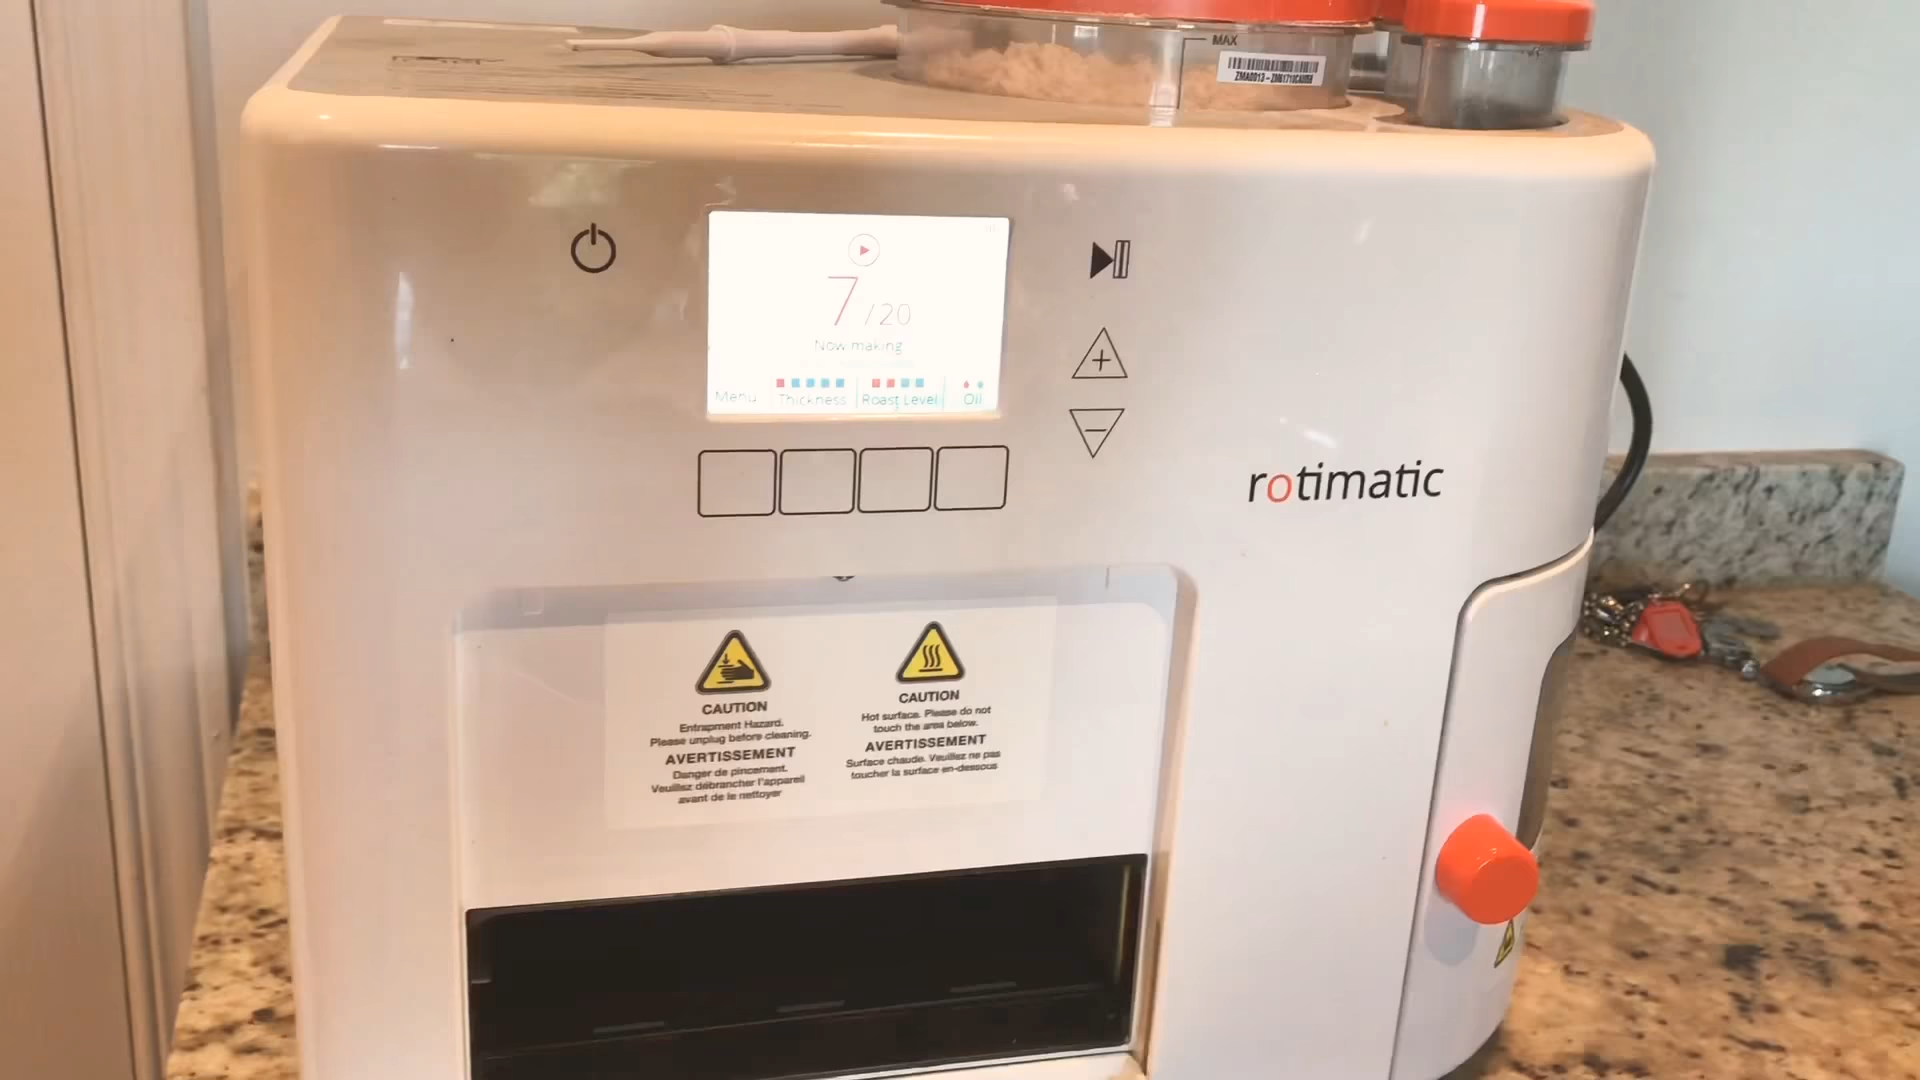 MAX
ZMA0013 - ZM61710CA0056
7/20
Now making
Menu Thickness Roast Level Oil
rotimatic
CAUTION
Entrapment Hazard.
Please unplug before cleaning.
AVERTISSEMENT
Danger de pincement.
Veuillez débrancher l'appareil
avant de le nettoyer
CAUTION
Hot surface. Please do not
touch the area below.
AVERTISSEMENT
Surface chaude. Veuillez ne pas
toucher la surface en-dessous